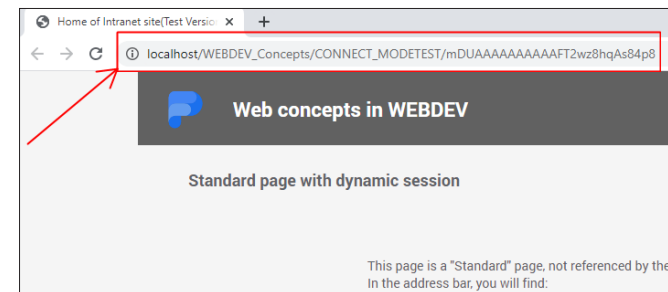 Home of Intranet site(Test Version
localhost/WEBDEV_Concepts/CONNECT_MODETEST/mDUAAAAAAAAAAFT2wz8hqAs84p8
Web concepts in WEBDEV
Standard page with dynamic session
This page is a "Standard" page, not referenced by the
In the address bar, you will find: